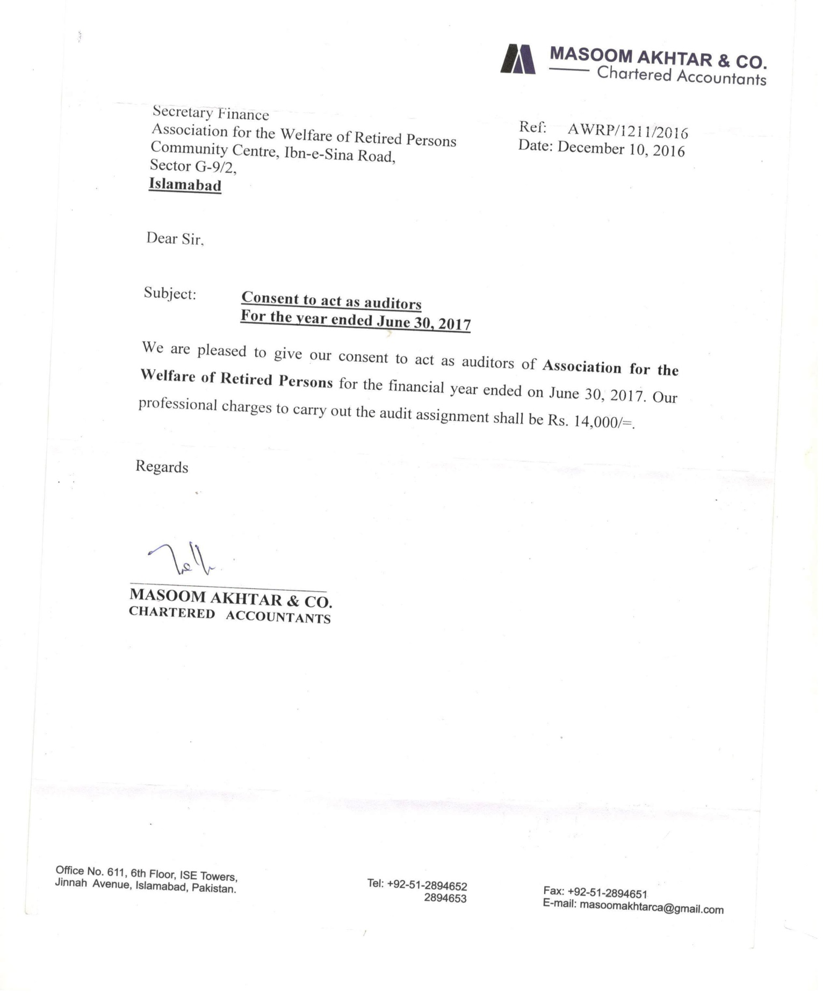 MASOOM AKHTAR & CO.
Chartered Accountants
Secretary Finance
Association for the Welfare of Retired Persons
Community Centre, Ibn-e-Sina Road,
Sector G-9/2,
Islamabad
Ref: AWRP/1211/2016
Date: December 10, 2016
Dear Sir,
Subject: Consent to act as auditors
For the year ended June 30, 2017
We are pleased to give our consent to act as auditors of Association for the
Welfare of Retired Persons for the financial year ended on June 30, 2017. Our
professional charges to carry out the audit assignment shall be Rs. 14,000/=.
Regards
MASOOM AKHTAR & CO.
CHARTERED ACCOUNTANTS
Office No. 611, 6th Floor, ISE Towers,
Jinnah Avenue, Islamabad, Pakistan.
Tel: +92-51-2894652
2894653
Fax: +92-51-2894651
E-mail: masoomakhtarca@gmail.com